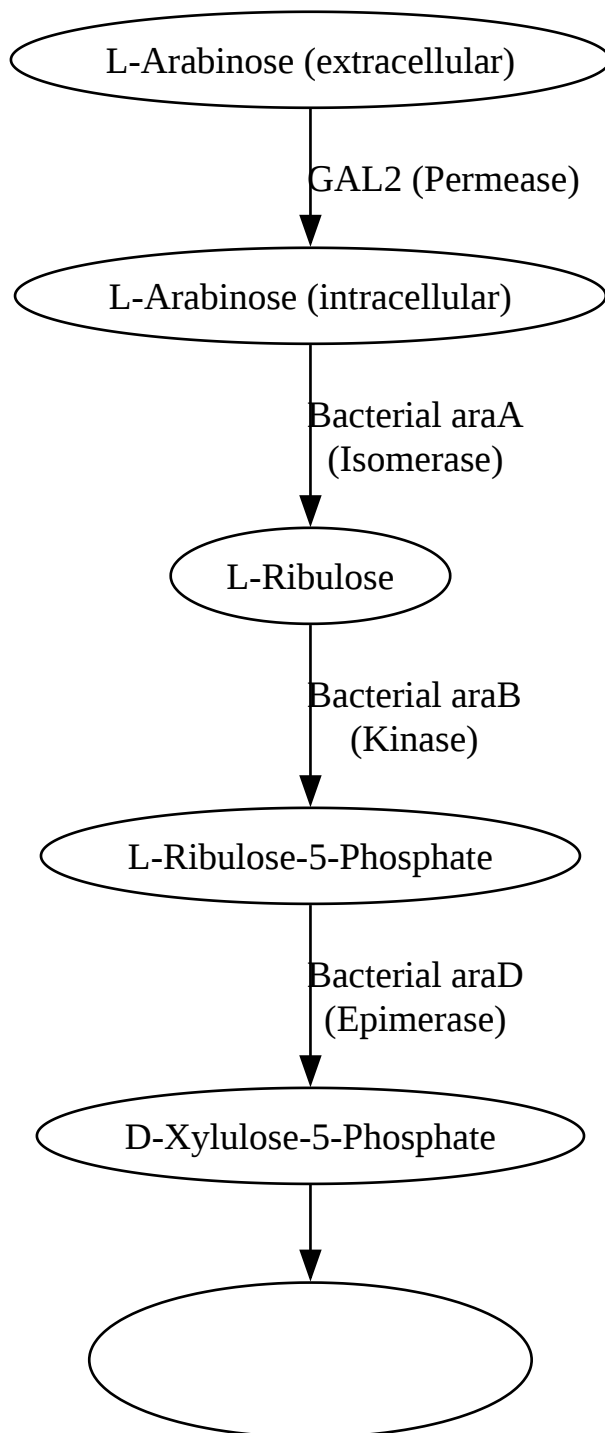 L-Arabinose (extracellular)
GAL2 (Permease)
L-Arabinose (intracellular)
Bacterial araA
(Isomerase)
L-Ribulose
Bacterial araB
(Kinase)
L-Ribulose-5-Phosphate
Bacterial araD
(Epimerase)
D-Xylulose-5-Phosphate